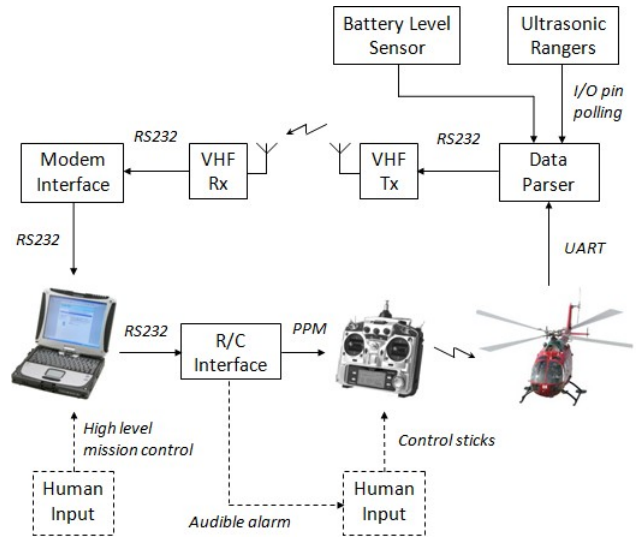 Battery Level
Sensor
Ultrasonic
Rangers
I/O pin
polling
RS232
RS232
Modem
Interface
VHF
Rx
VHF
Tx
Data
Parser
RS232
UART
RS232
R/C
Interface
PPM
High level
mission control
Control sticks
Human
Input
Audible alarm
Human
Input